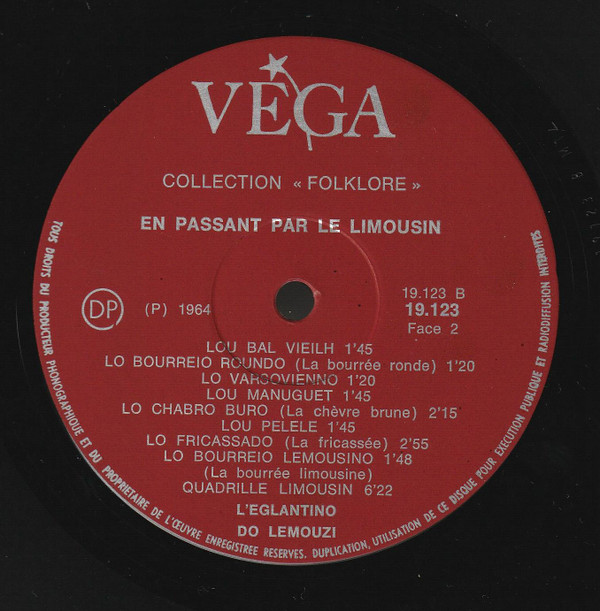 VÉGA
COLLECTION « FOLKLORE »
EN PASSANT PAR LE LIMOUSIN
DP
(P) 1964
19.123 B
19.123
Face 2
LOU BAL VIEILH 1'45
LO BOURREIO ROUNDO (La bourrée ronde) 1'20
LO VARCOVIENNO 1'20
LOU MANUGUET 1'45
LO CHABRO BURO (La chèvre brune) 2'15
LOU PELELE 1'45
LO FRICASSADO (La fricassée) 2'55
LO BOURREIO LEMOUSINO 1'48
(La bourrée limousine)
QUADRILLE LIMOUSIN 6'22
L'EGLANTINO
DO LEMOUZI
TOUS DROITS DU PRODUCTEUR PHONOGRAPHIQUE ET DU PROPRIETAIRE DE L'ŒUVRE ENREGISTREE RESERVES. DUPLICATION, UTILISATION DE CE DISQUE POUR EXECUTION PUBLIQUE ET RADIODIFFUSION INTERDITES